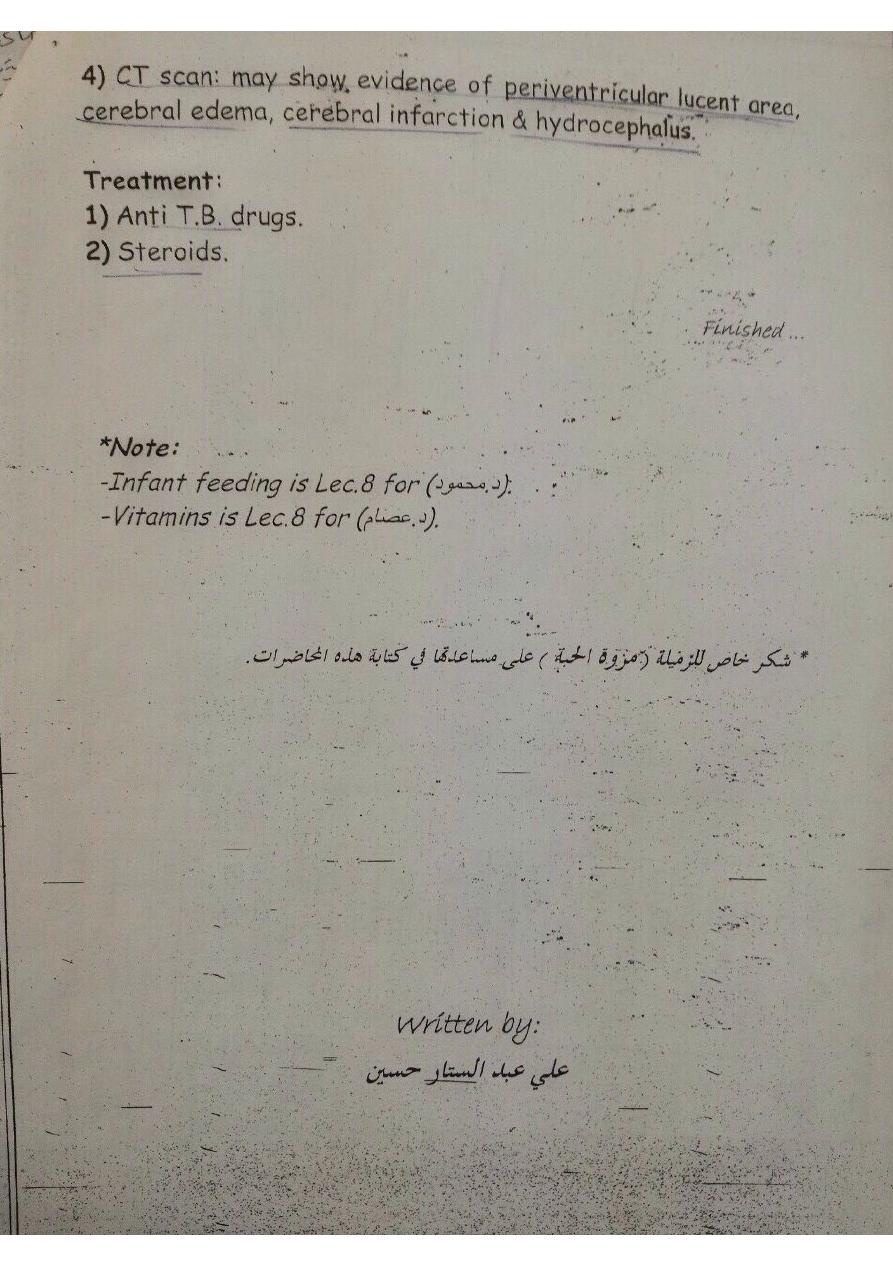 4) CT scan: may show evidence of periventricular lucent area,
cerebral edema, cerebral infarction & hydrocephalus.
Treatment:
1) Anti T.B. drugs.
2) Steroids.
Finished ...
*Note:
-Infant feeding is Lec.8 for (د.محمود).
-Vitamins is Lec.8 for (د.عصام).
* شكر خاص للزميلة ( الحبة ) على مساعدتها في كتابة هذه المحاضرات.
Written by:
علي عبد الستار حسين